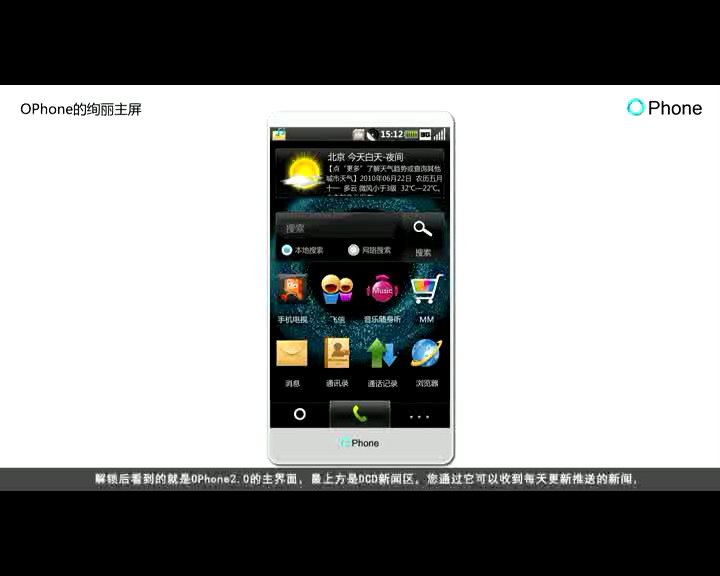 OPhone的绚丽主屏
Phone
15:12
北京 今天白天-夜间
【点“更多”了解天气趋势或查询其他
城市天气】2010年06月22日 农历五月
十一 多云 微风小于3级 32℃—22℃。
搜索
本地搜索 网络搜索 搜索
Music
手机电视 飞信 音乐随身听 MM
消息 通讯录 通话记录 浏览器
Phone
解锁后看到的就是OPhone2.0的主界面，最上方是DCD新闻区，您通过它可以收到每天更新推送的新闻，